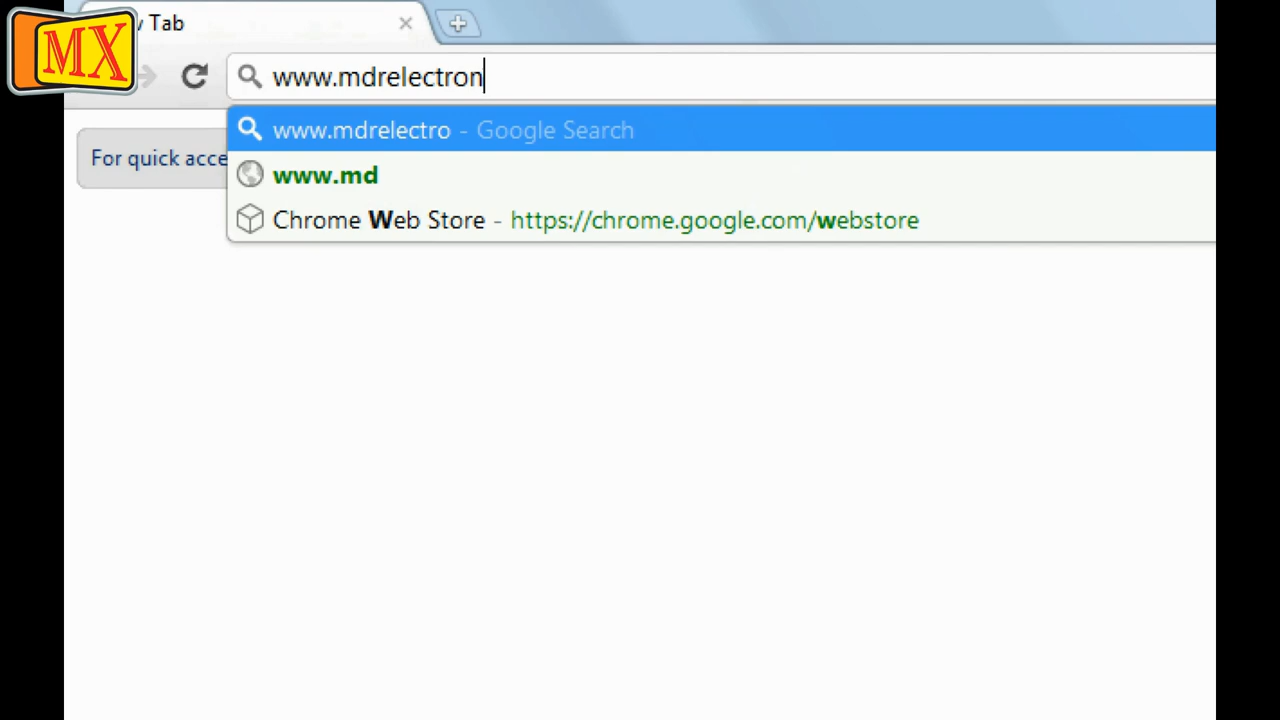 MX
Tab
www.mdrelectron
www.mdrelectro - Google Search
www.md
Chrome Web Store - https://chrome.google.com/webstore
For quick acce